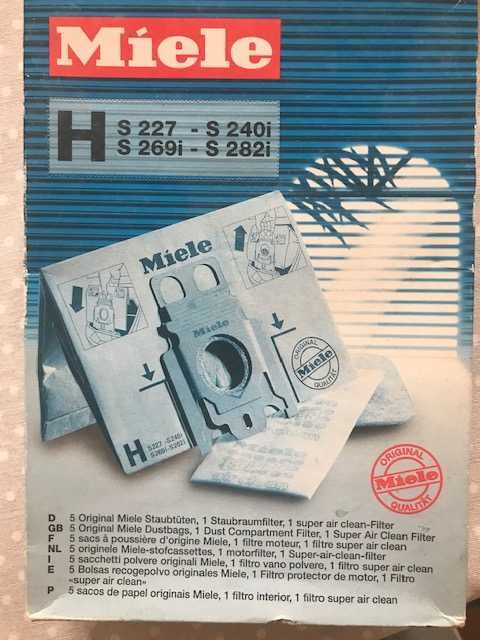 Miele
H
S 227 - S 240i
S 269i - S 282i
Miele
Miele
ORIGINAL
Miele
QUALITÄT
H S227 - S240i
S269i - S282i
ORIGINAL
Miele
QUALITÄT
D 5 Original Miele Staubtüten, 1 Staubraumfilter, 1 super air clean-Filter
GB 5 Original Miele Dustbags, 1 Dust Compartment Filter, 1 Super Air Clean Filter
F 5 sacs à poussière d'origine Miele, 1 filtre moteur, 1 filtre super air clean
NL 5 originele Miele-stofcassettes, 1 motorfilter, 1 Super-air-clean-filter
I 5 sacchetti polvere originali Miele, 1 filtro vano polvere, 1 filtro super air clean
E 5 Bolsas recogepolvo originales Miele, 1 Filtro protector de motor, 1 Filtro
«super air clean»
P 5 sacos de papel originais Miele, 1 filtro interior, 1 filtro super air clean